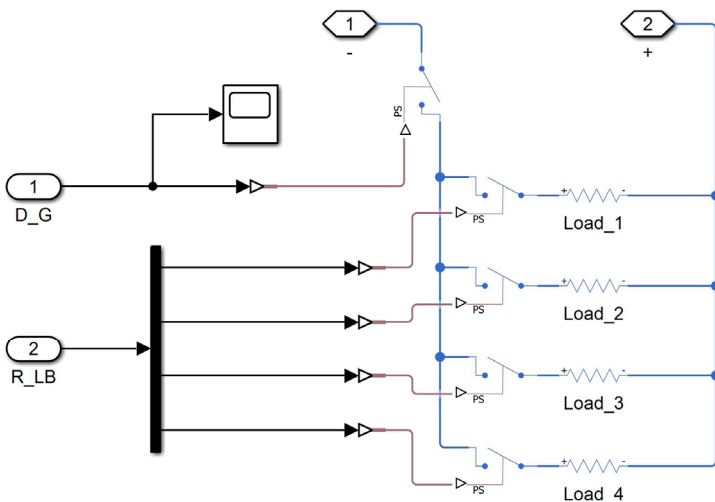 1
-
2
+
PS
1
D_G
+ -
PS
Load_1
+ -
PS
Load_2
2
R_LB
+ -
PS
Load_3
+ -
PS
Load_4